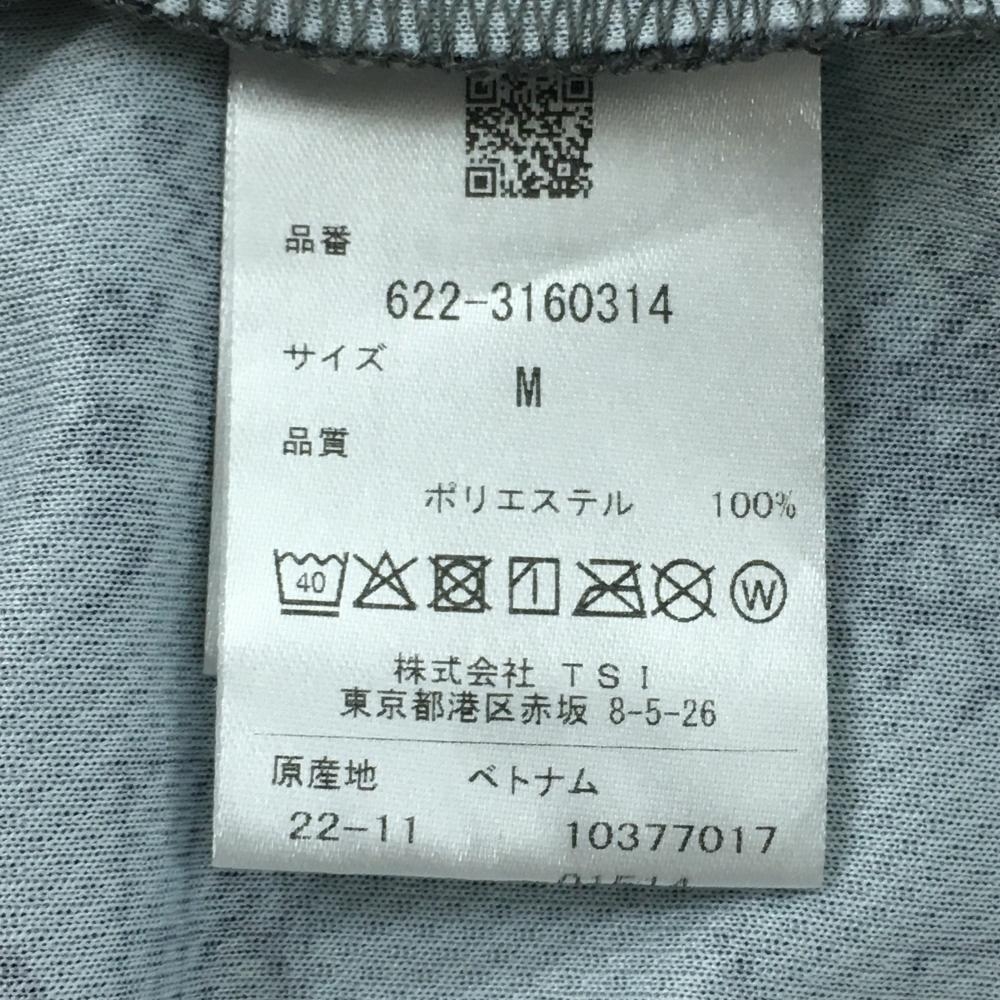 品番
622-3160314
サイズ
M
品質
ポリエステル 100%
40 W
株式会社 TSI
東京都港区赤坂 8-5-26
原産地 ベトナム
22-11 10377017